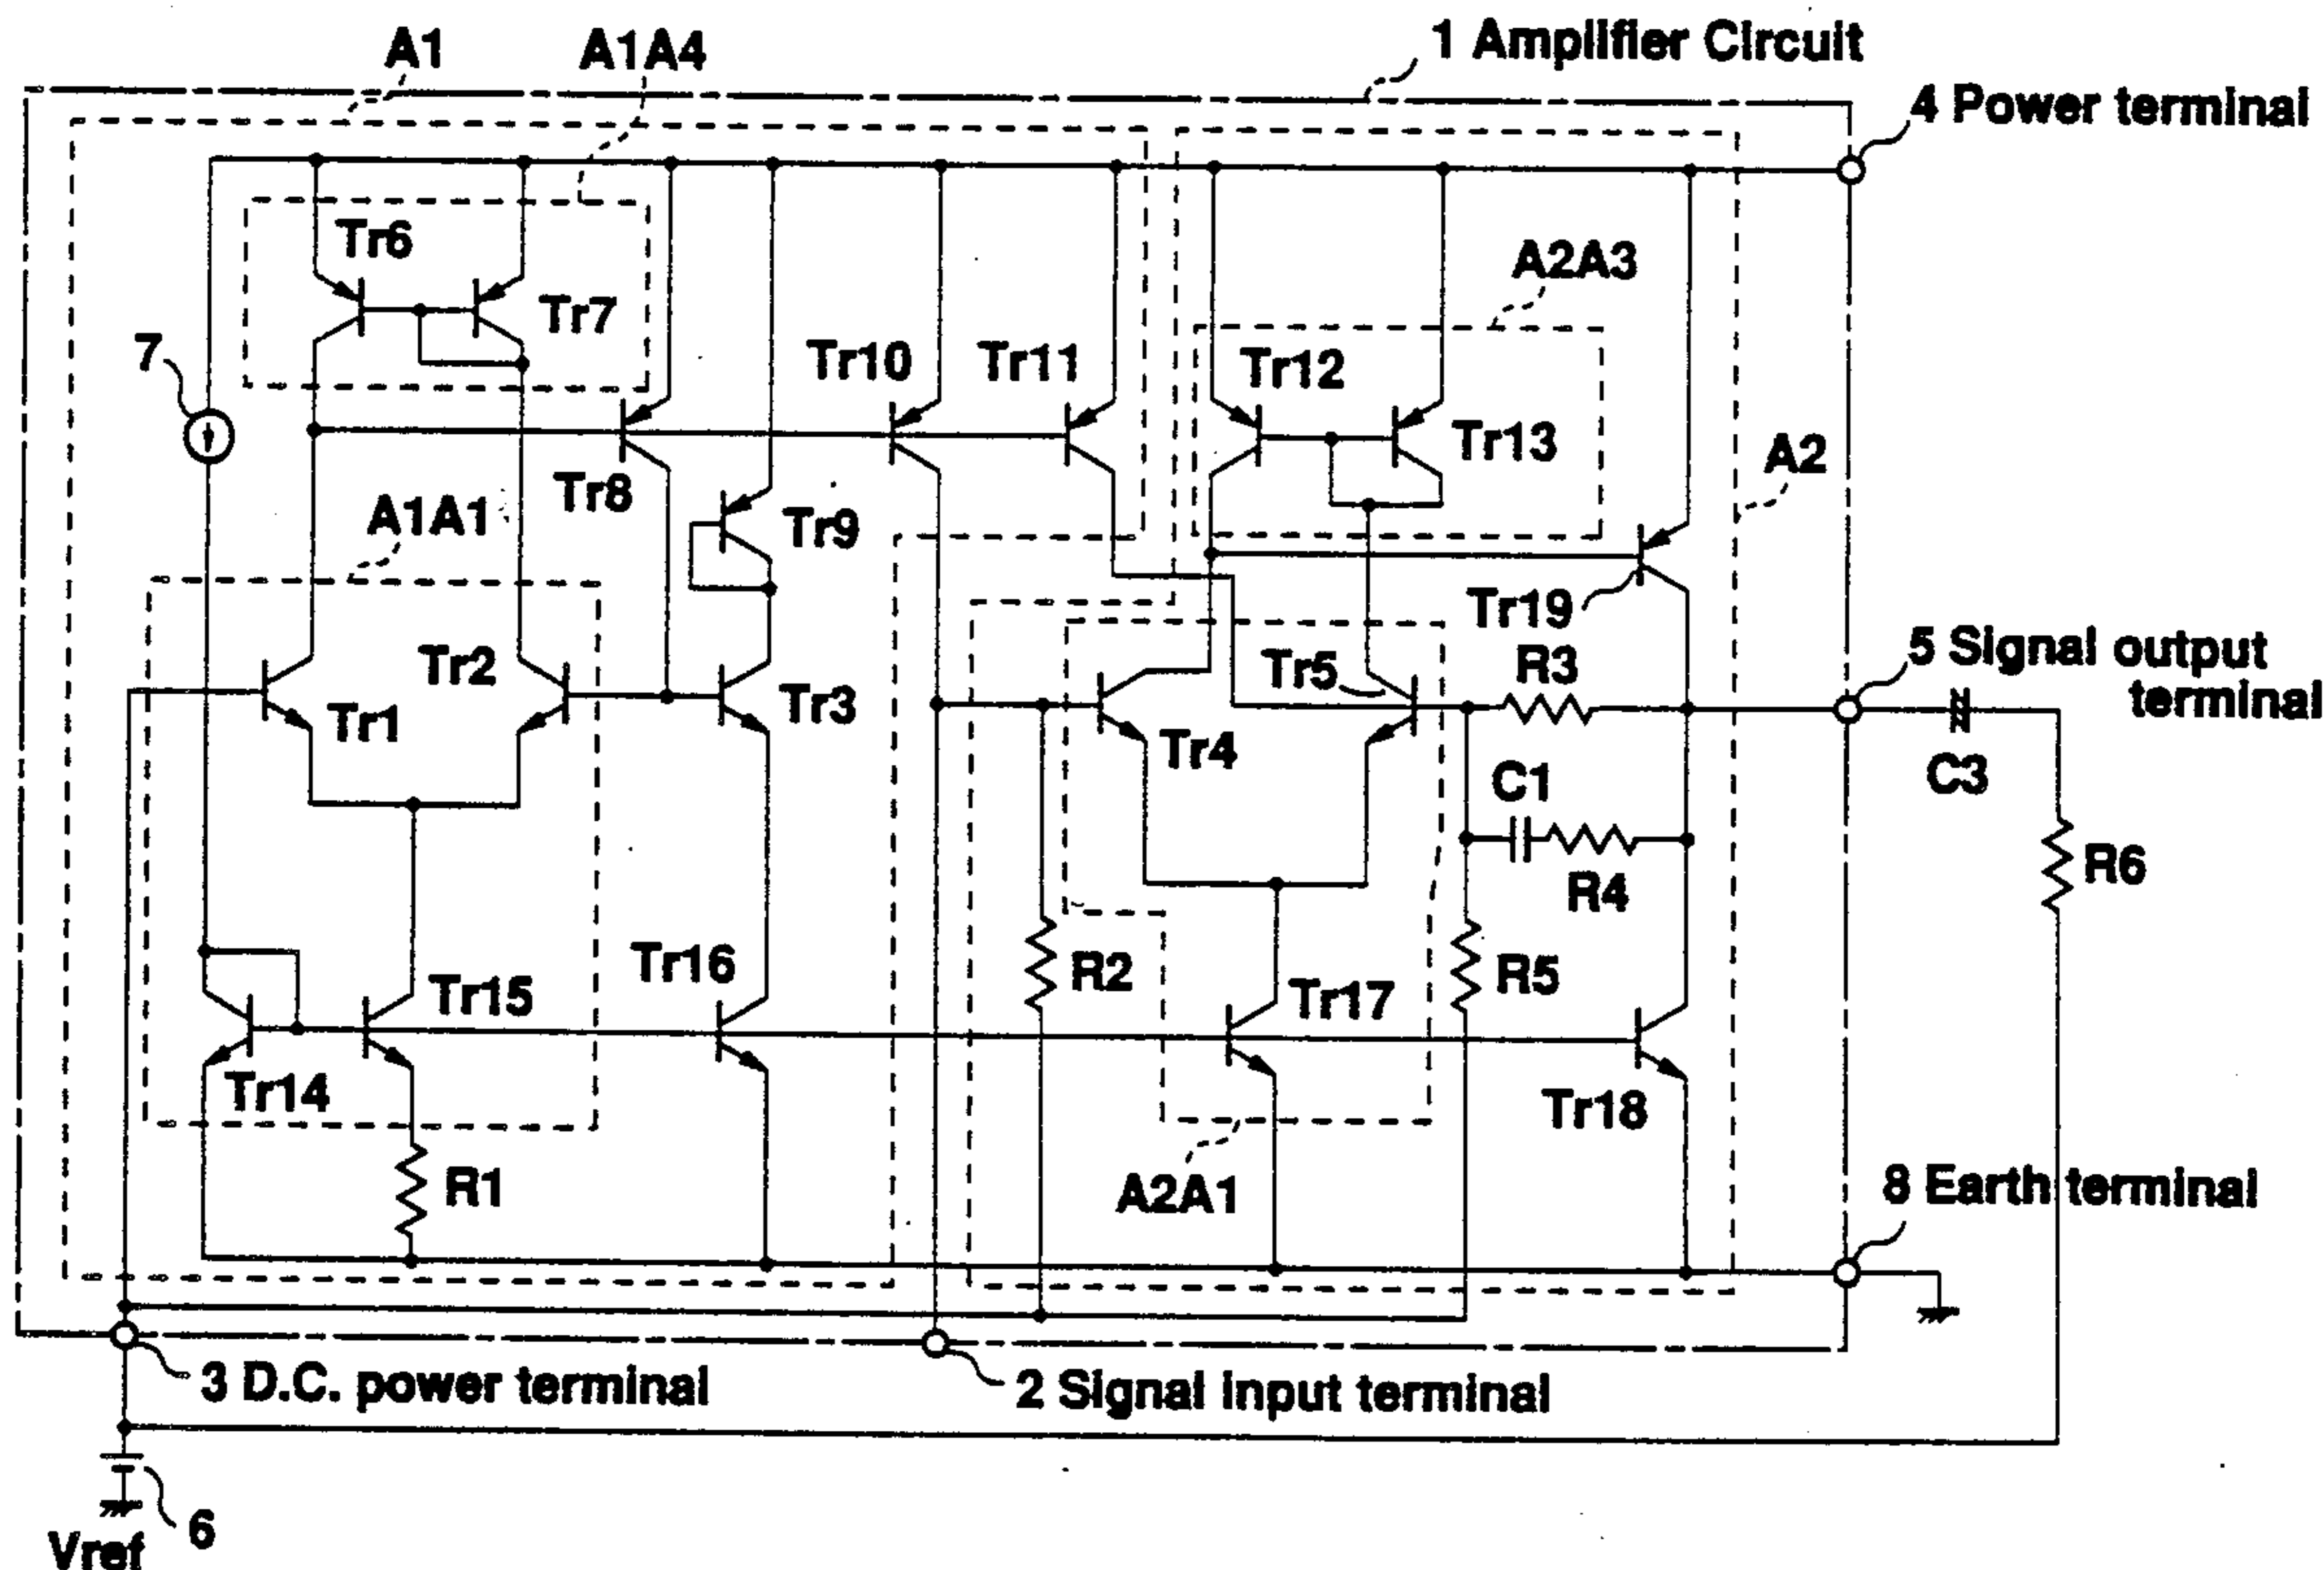 A1
A1A4
1 Amplifier Circuit
4 Power terminal
Tr6
Tr7
A2A3
7
Tr10
Tr11
Tr12
Tr13
A2
Tr8
A1A1
Tr9
Tr19
Tr2
Tr5
R3
5 Signal output
terminal
Tr1
Tr3
Tr4
C1
C3
R4
R6
Tr15
Tr16
R2
Tr17
R5
Tr14
Tr18
R1
A2A1
8 Earth terminal
3 D.C. power terminal
2 Signal input terminal
6
Vref